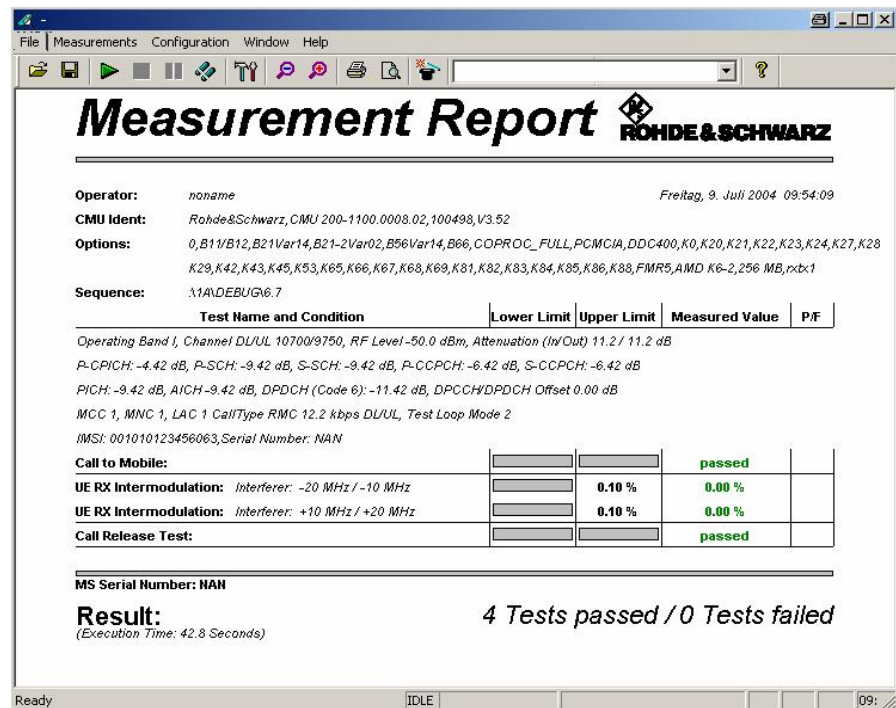 -
File Measurements Configuration Window Help
Measurement Report ROHDE&SCHWARZ
Operator: noname Freitag, 9. Juli 2004 09:54:09
CMU Ident: Rohde&Schwarz,CMU 200-1100.0008.02,100498,V3.52
Options: 0,B11/B12,B21Var14,B21-2Var02,B56Var14,B66,COPROC_FULL,PCMCIA,DDC400,K0,K20,K21,K22,K23,K24,K27,K28
K29,K42,K43,K45,K53,K65,K66,K67,K68,K69,K81,K82,K83,K84,K85,K86,K88,FMR5,AMD K6-2,256 MB,rxtx1
Sequence: .\1A\DEBUG\6.7
Test Name and Condition Lower Limit Upper Limit Measured Value P/F
Operating Band I, Channel DL/UL 10700/9750, RF Level -50.0 dBm, Attenuation (In/Out) 11.2 / 11.2 dB
P-CPICH: -4.42 dB, P-SCH: -9.42 dB, S-SCH: -9.42 dB, P-CCPCH: -6.42 dB, S-CCPCH: -6.42 dB
PICH: -9.42 dB, AICH -9.42 dB, DPDCH (Code 6): -11.42 dB, DPCCH/DPDCH Offset 0.00 dB
MCC 1, MNC 1, LAC 1 CallType RMC 12.2 kbps DL/UL, Test Loop Mode 2
IMSI: 001010123456063,Serial Number: NAN
Call to Mobile: passed
UE RX Intermodulation: Interferer: -20 MHz / -10 MHz 0.10 % 0.00 %
UE RX Intermodulation: Interferer: +10 MHz / +20 MHz 0.10 % 0.00 %
Call Release Test: passed
MS Serial Number: NAN
Result: 4 Tests passed / 0 Tests failed
(Execution Time: 42.8 Seconds)
Ready IDLE 09: